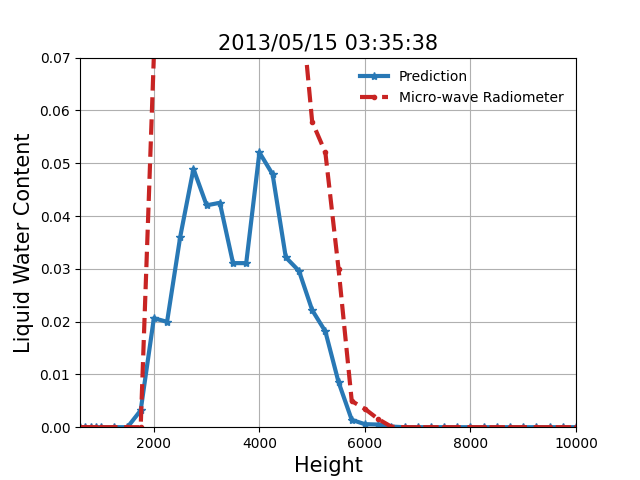 2013/05/15 03:35:38
Prediction
Micro-wave Radiometer
Liquid Water Content
0.07
0.06
0.05
0.04
0.03
0.02
0.01
0.00
2000 4000 6000 8000 10000
Height